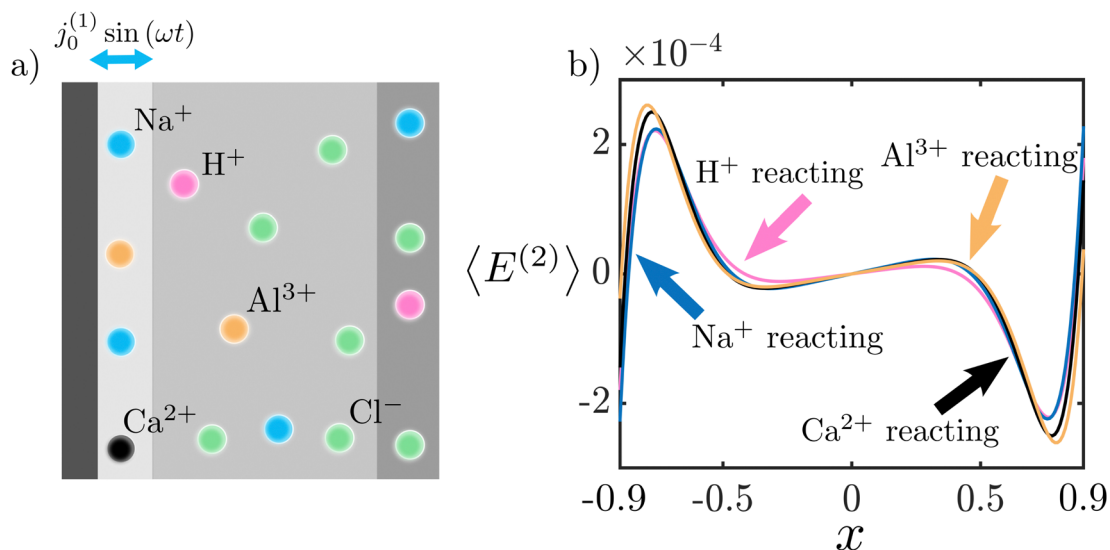 j₀⁽¹⁾ sin (ωt)
a)
Na⁺
H⁺
Al³⁺
Ca²⁺
Cl⁻
b)
×10⁻⁴
2
0
-2
⟨E⁽²⁾⟩
H⁺ reacting
Al³⁺ reacting
Na⁺ reacting
Ca²⁺ reacting
-0.9 -0.5 0 0.5 0.9
x